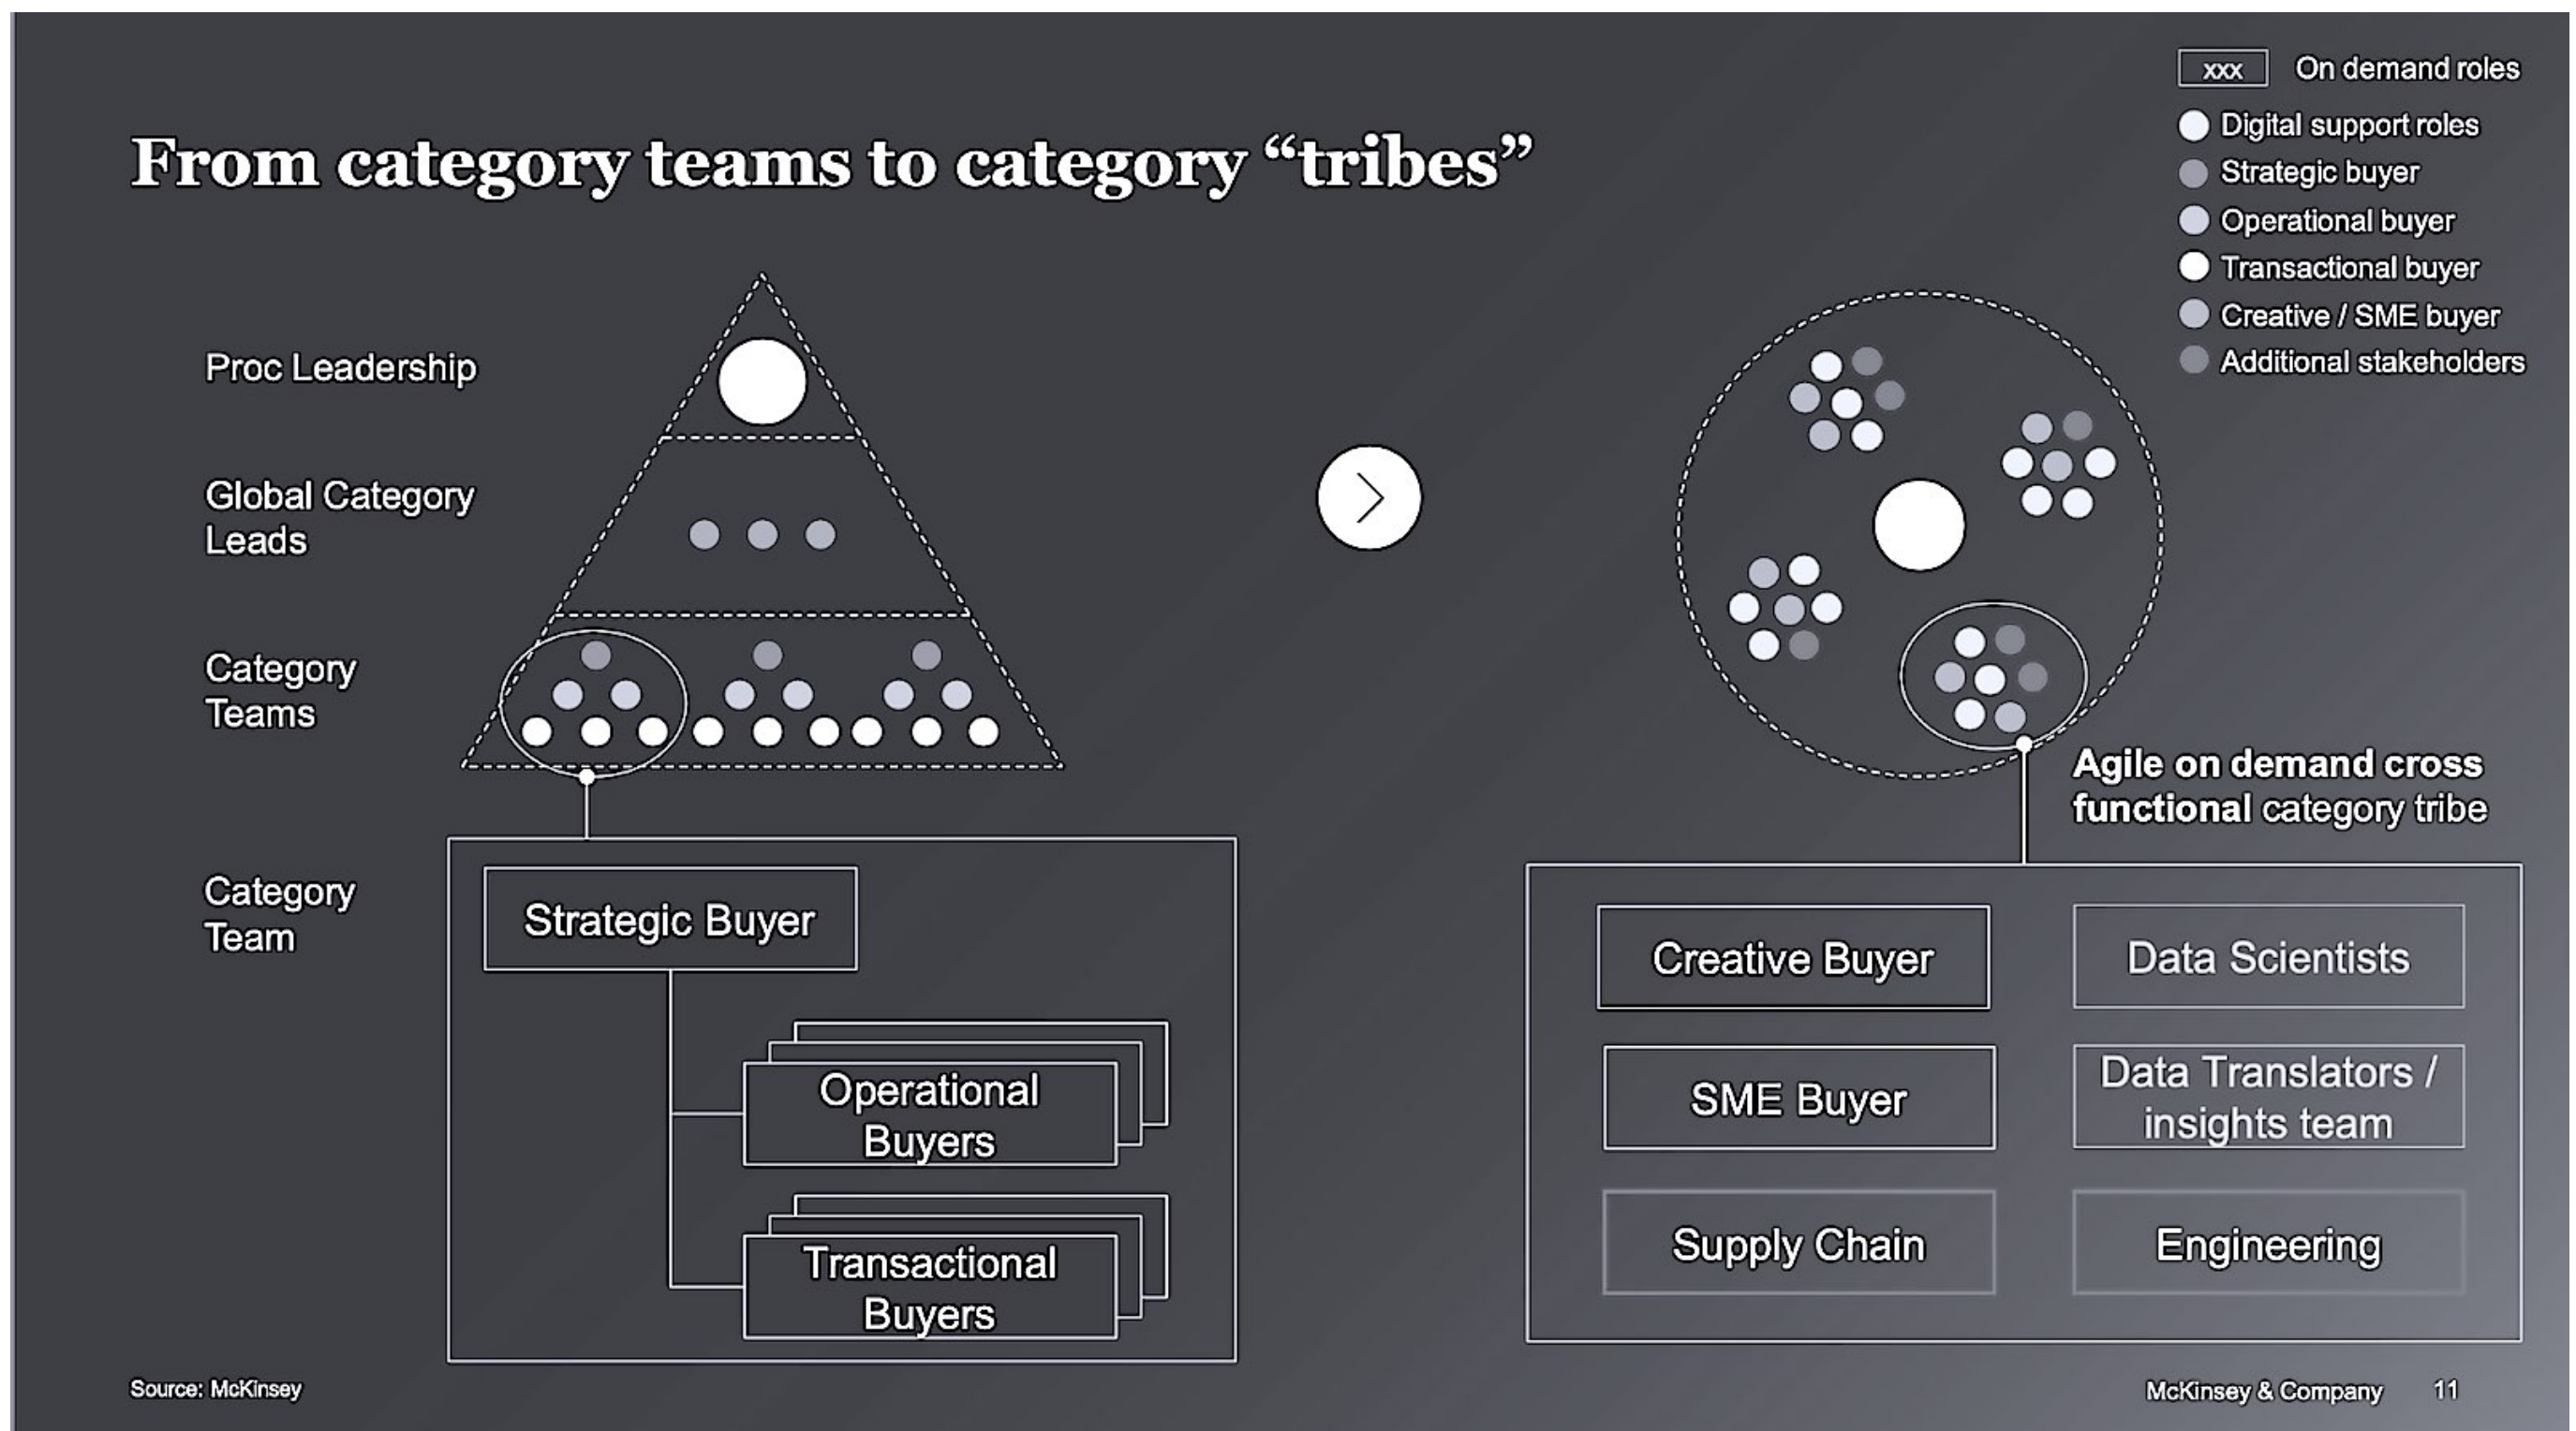 xxx On demand roles
Digital support roles
Strategic buyer
Operational buyer
Transactional buyer
Creative / SME buyer
Additional stakeholders
From category teams to category “tribes”
Proc Leadership
Global Category
Leads
Category
Teams
Category
Team
Strategic Buyer
Operational
Buyers
Transactional
Buyers
Agile on demand cross
functional category tribe
Creative Buyer
Data Scientists
SME Buyer
Data Translators /
insights team
Supply Chain
Engineering
Source: McKinsey
McKinsey & Company 11